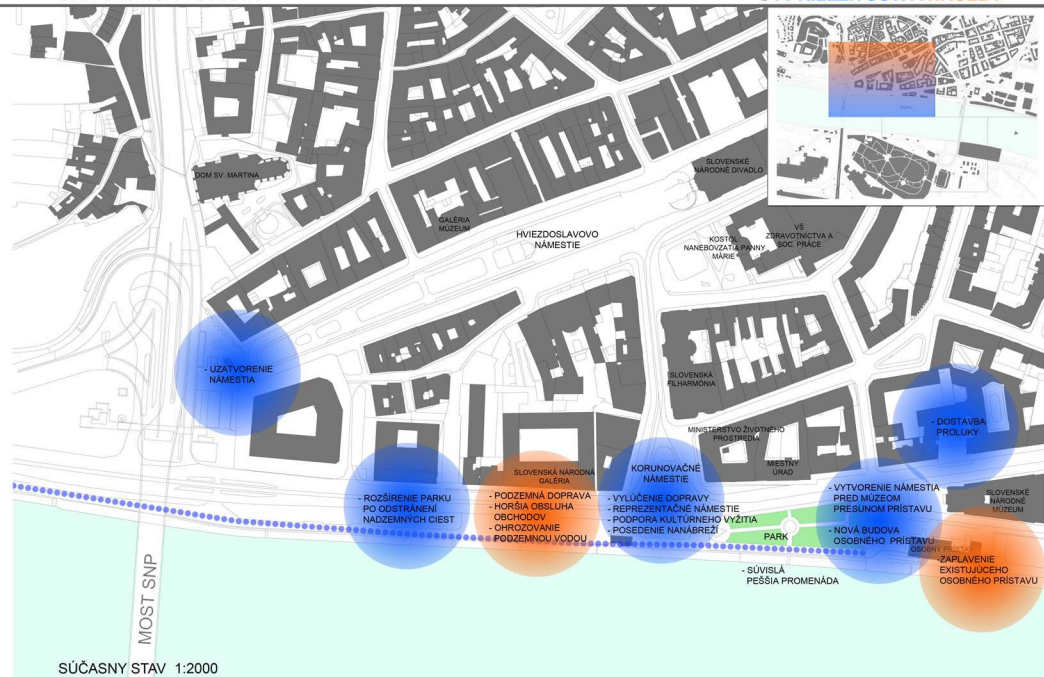 DOM SV. MARTINA
GALÉRIA
MÚZEUM
HVIEZDOSLAVOVO
NÁMESTIE
SLOVENSKÉ
NÁRODNÉ DIVADLO
KOSTOL
NANEBOVZATIA PANNY
MÁRIE
VŠ
ZDRAVOTNÍCTVA A
SOC. PRÁCE
- UZATVORENIE
NÁMESTIA
SLOVENSKÁ
FILHARMÓNIA
- DOSTAVBA
PROLUKY
MINISTERSTVO ŽIVOTNÉHO
PROSTREDIA
MIESTNY
ÚRAD
- ROZŠÍRENIE PARKU
PO ODSTRÁNENÍ
NADZEMNYCH CIEST
SLOVENSKÁ NÁRODNÁ
GALÉRIA
- PODZEMNÁ DOPRAVA
- HORŠIA OBSLUHA
OBCHODOV
- OHROZOVANIE
PODZEMNOU VODOU
KORUNOVAČNÉ
NÁMESTIE
- VYLÚČENIE DOPRAVY
- REPREZENTAČNÉ NÁMESTIE
- PODPORA KULTÚRNEHO VYŽITIA
- POSEDENIE NANÁBREŽÍ
PARK
- SÚVISLÁ
PEŠŠIA PROMENÁDA
- VYTVORENIE NÁMESTIA
PRED MÚZEOM
PRESUNOM PRÍSTAVU
- NOVÁ BUDOVA
OSOBNÉHO PRÍSTAVU
SLOVENSKÉ
NÁRODNÉ
MÚZEUM
OSOBNÝ PRÍSTAV
-ZAPLAVENIE
EXISTUJÚCEHO
OSOBNÉHO PRÍSTAVU
MOST SNP
SÚČASNY STAV 1:2000